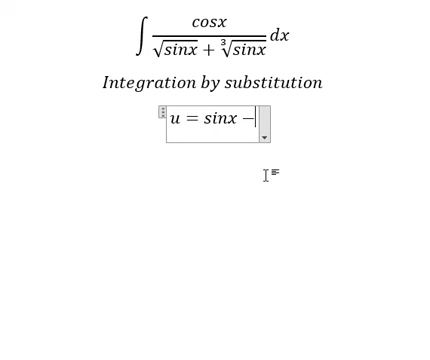 ∫ cosx / (√sinx + ∛sinx) dx
Integration by substitution
u = sinx −